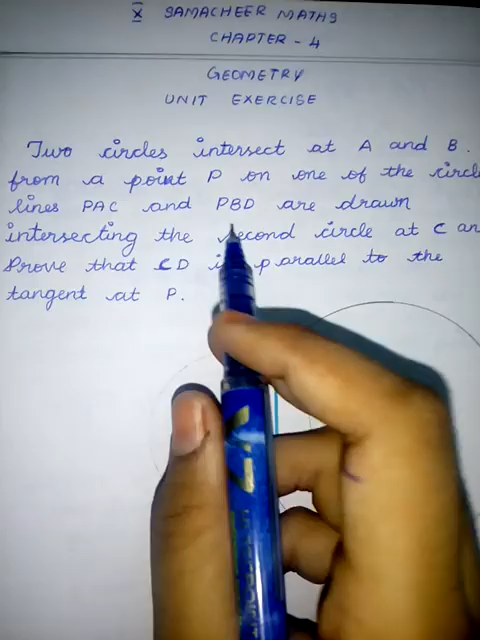 X SAMACHEER MATHS
CHAPTER - 4
GEOMETRY
UNIT EXERCISE
Two circles intersect at A and B.
from a point P on one of the circle
lines PAC and PBD are drawn
intersecting the second circle at C an
Prove that CD is parallel to the
tangent at P.